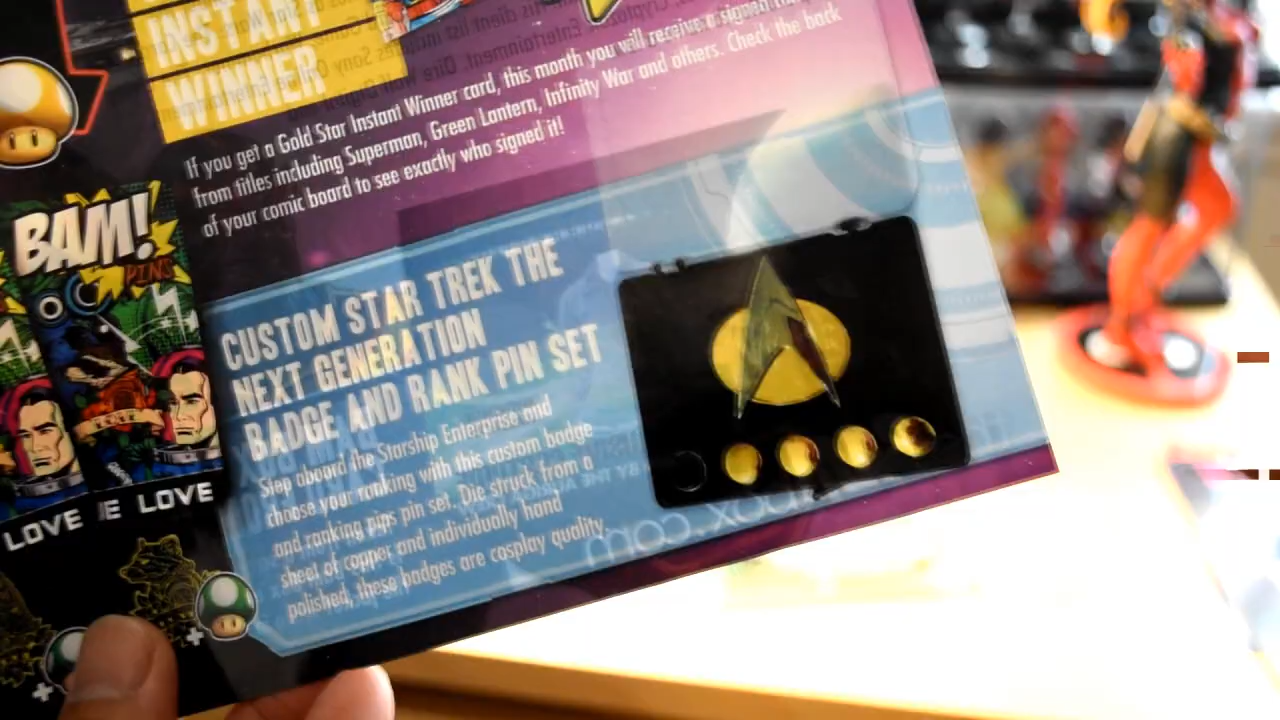 INSTANT
WINNER
If you get a Gold Star Instant Winner card, this month you will receive a signed
from titles including Superman, Green Lantern, Infinity War and others. Check the back
of your comic board to see exactly who signed it!
BAM!
PINS
LOVE IE LOVE
CUSTOM STAR TREK THE
NEXT GENERATION
BADGE AND RANK PIN SET
Step aboard the Starship Enterprise and
choose your ranking with this custom badge
and ranking pips pin set. Die struck from a
sheet of copper and individually hand
polished, these badges are cosplay quality.